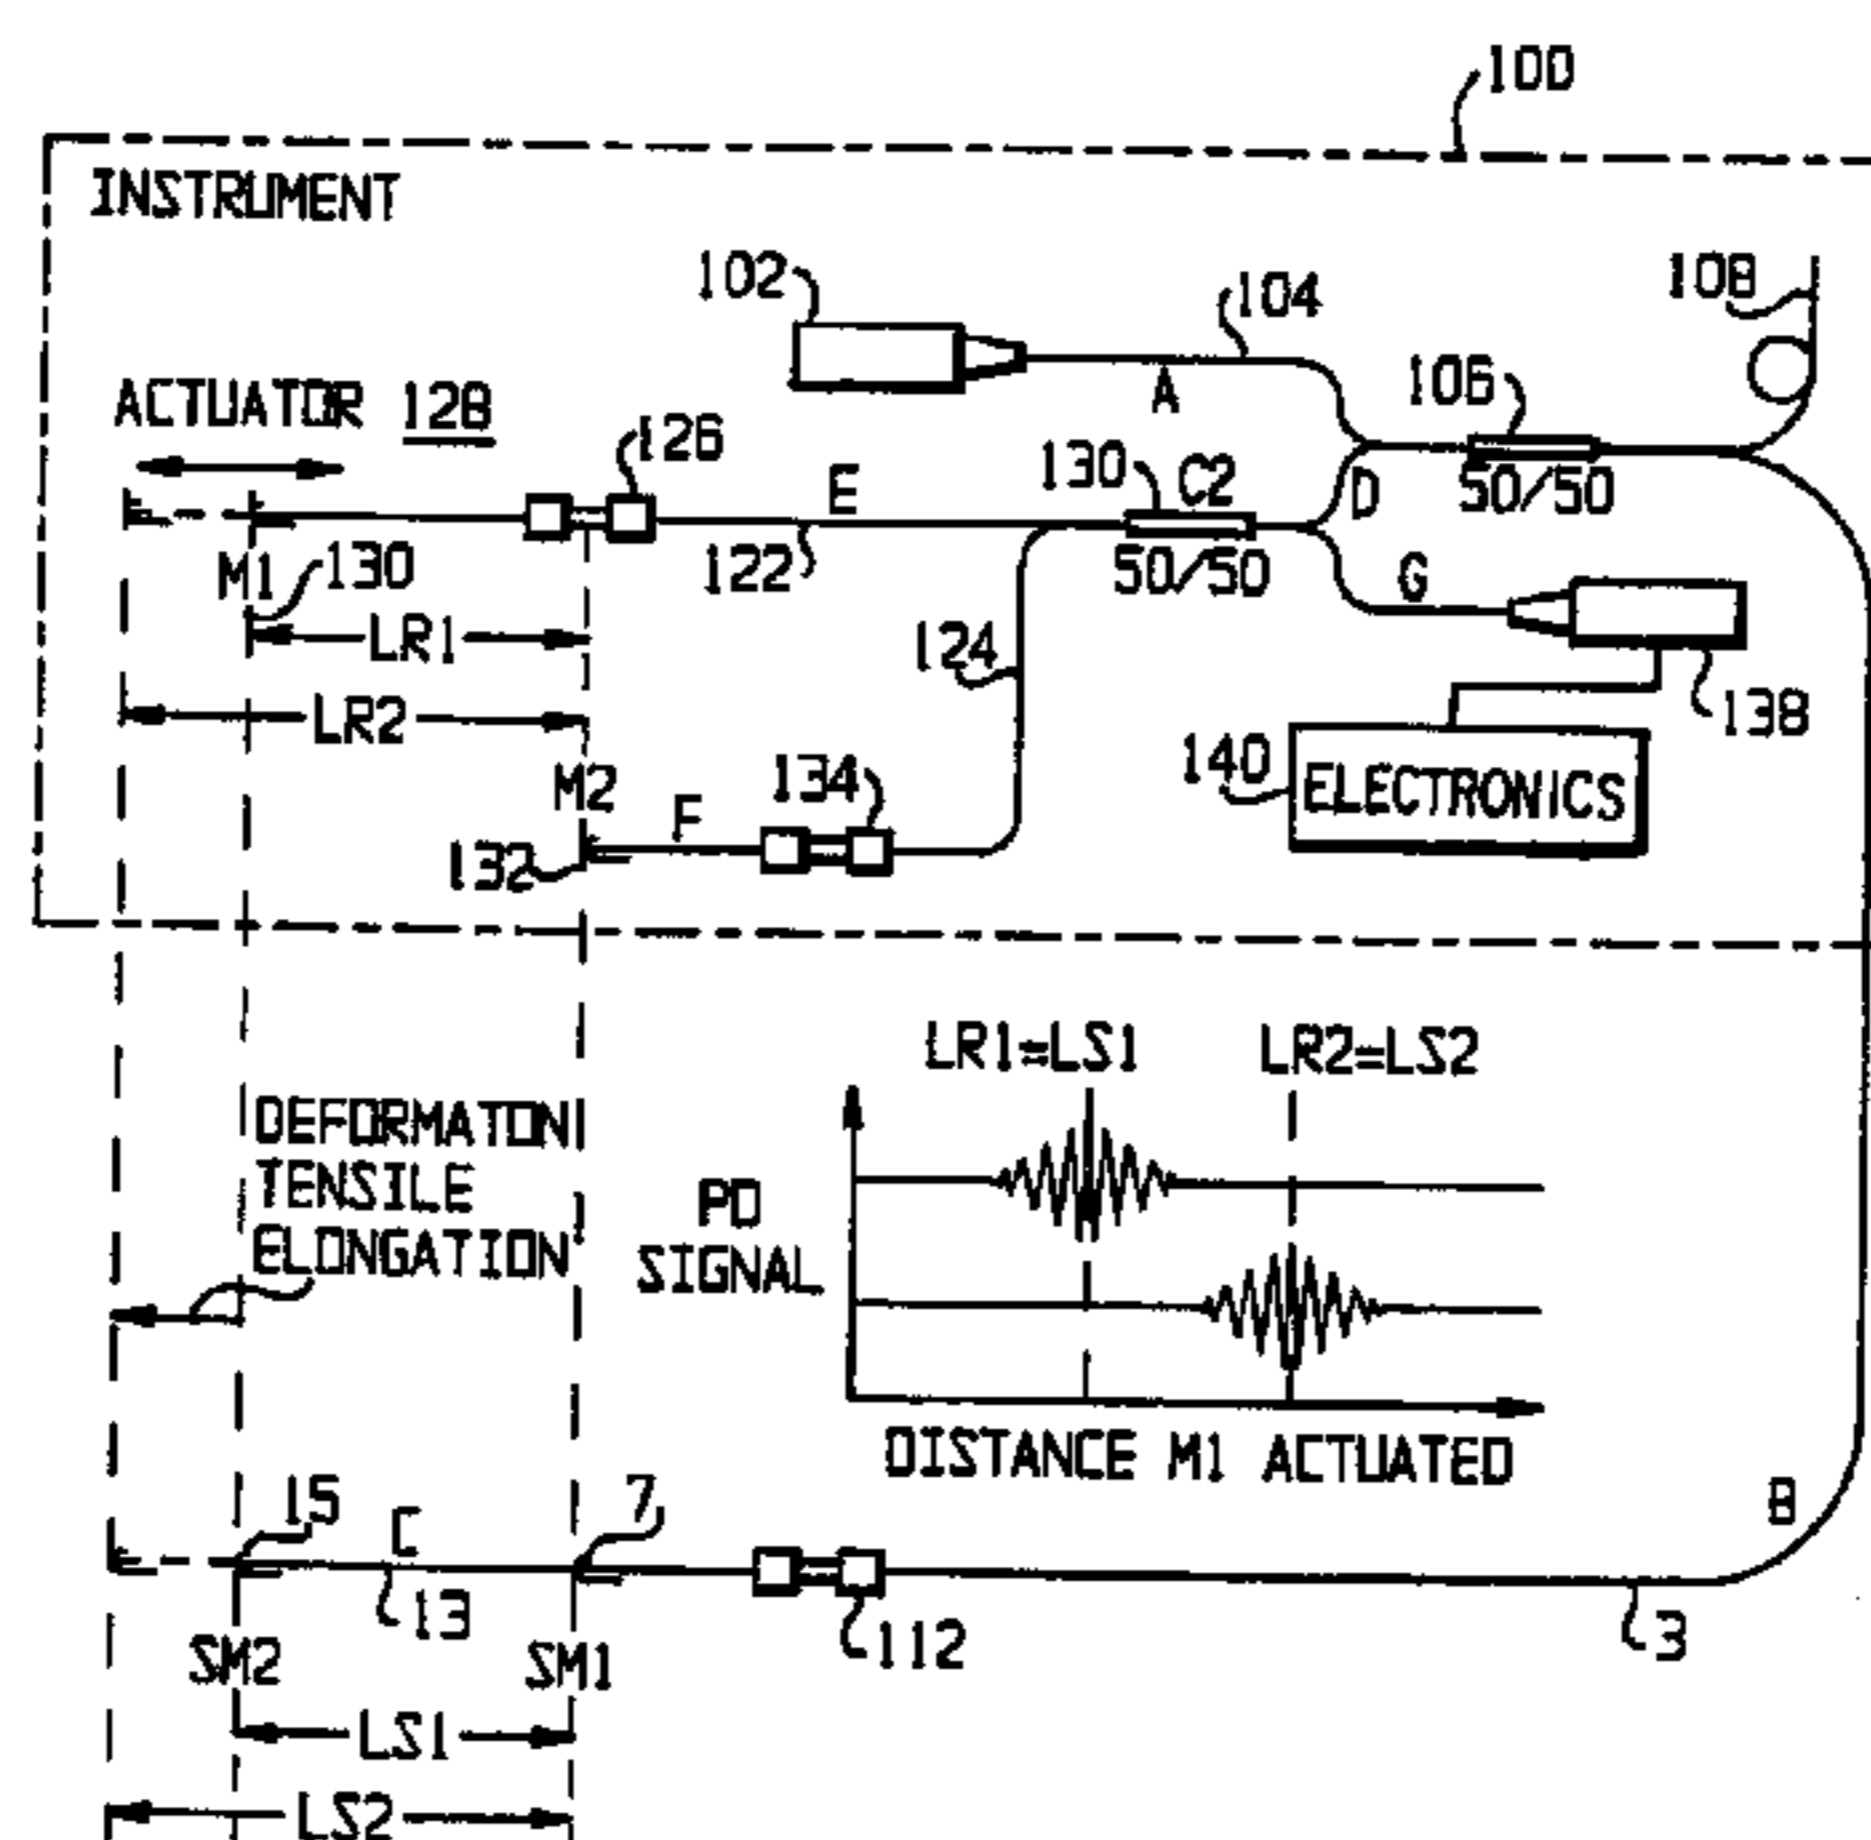 100
INSTRUMENT
102
104
108
A
106
ACTUATOR 128
126
130
C2
E
D
50/50
122
50/50
M1
130
G
LR1
124
LR2
138
M2
134
140
ELECTRONICS
F
132
LR1=LS1
LR2=LS2
DEFORMATON
TENSILE
ELONGATION
PD
SIGNAL
DISTANCE M1 ACTUATED
15
C
7
B
13
112
3
SM2
SM1
LS1
LS2